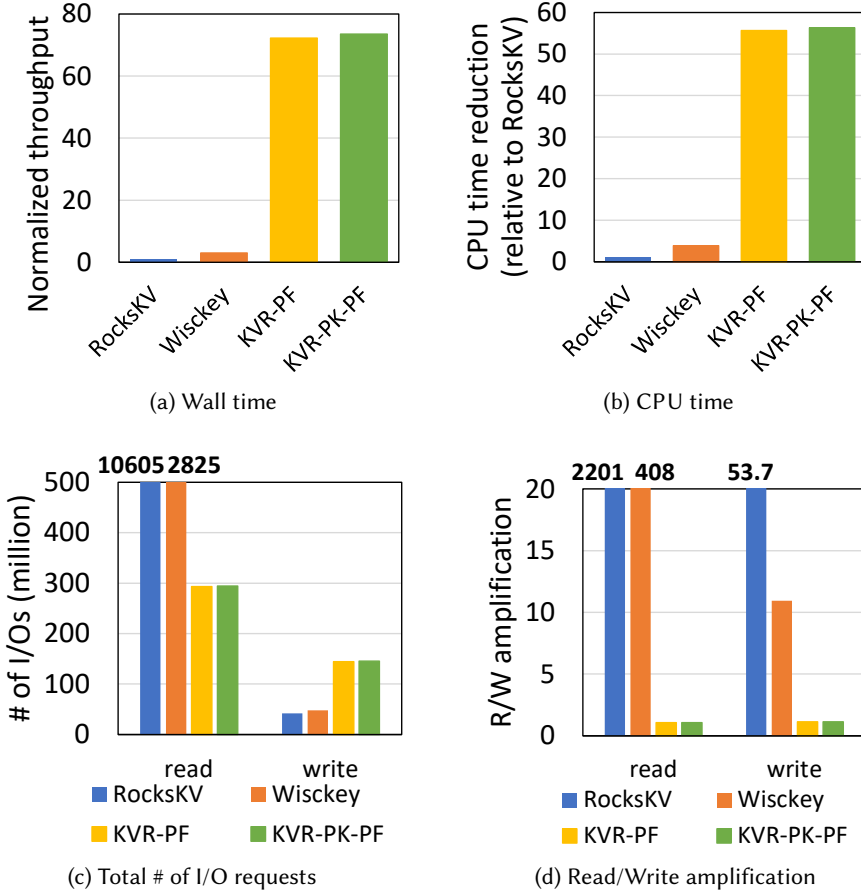 Normalized throughput
80
60
40
20
0
RocksKV
Wisckey
KVR-PF
KVR-PK-PF
(a) Wall time
CPU time reduction
(relative to RocksKV)
60
50
40
30
20
10
0
RocksKV
Wisckey
KVR-PF
KVR-PK-PF
(b) CPU time
# of I/Os (million)
10605 2825
500
400
300
200
100
0
read write
RocksKV Wisckey
KVR-PF KVR-PK-PF
(c) Total # of I/O requests
R/W amplification
2201 408 53.7
20
15
10
5
0
read write
RocksKV Wisckey
KVR-PF KVR-PK-PF
(d) Read/Write amplification